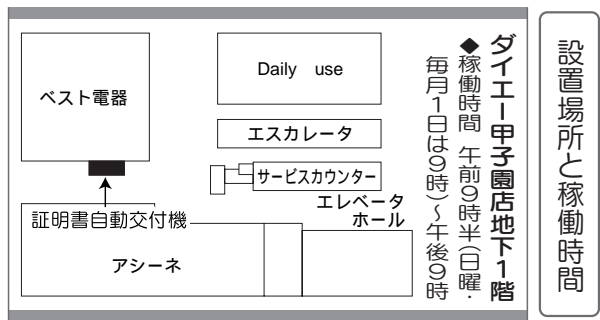 設置場所と稼働時間
ダイエー甲子園店地下1階
◆稼働時間 午前9時半(日曜・
毎月1日は9時)〜午後9時
ベスト電器
Daily use
エスカレータ
サービスカウンター
エレベータ
ホール
証明書自動交付機
アシーネ